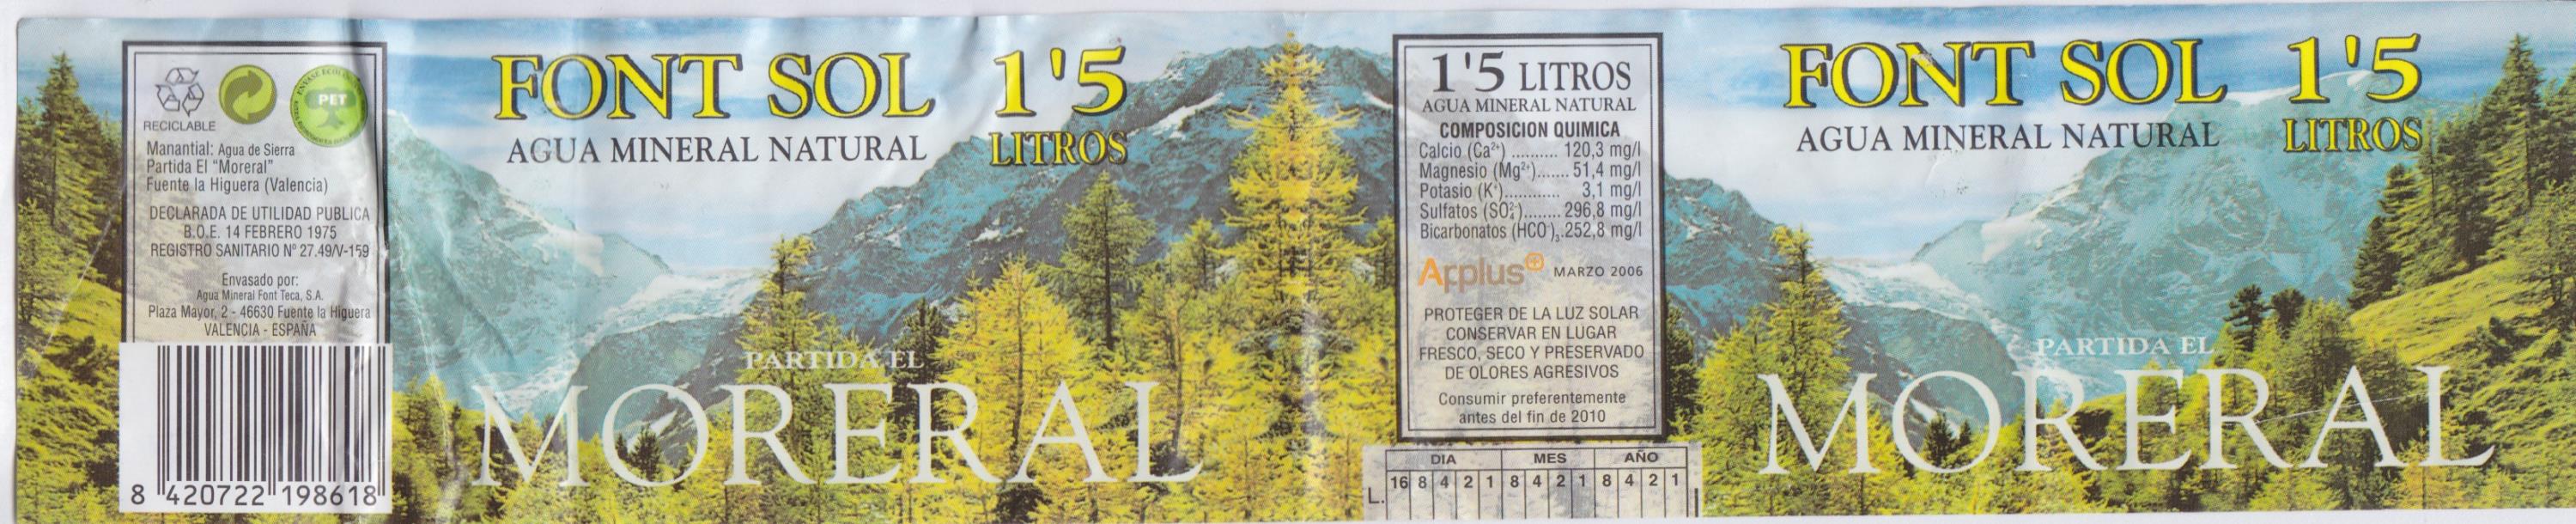 RECICLABLE
PET
Manantial: Agua de Sierra
Partida El "Moreral"
Fuente la Higuera (Valencia)
DECLARADA DE UTILIDAD PUBLICA
B.O.E. 14 FEBRERO 1975
REGISTRO SANITARIO Nº 27.49/V-159
Envasado por:
Agua Mineral Font Teca, S.A.
Plaza Mayor, 2 - 46630 Fuente la Higuera
VALENCIA - ESPAÑA
8 420722 198618
FONT SOL 1'5
AGUA MINERAL NATURAL LITROS
PARTIDA EL
MORERAL
1'5 LITROS
AGUA MINERAL NATURAL
COMPOSICION QUIMICA
Calcio (Ca²⁺) .......... 120,3 mg/l
Magnesio (Mg²⁺)....... 51,4 mg/l
Potasio (K⁺)............ 3,1 mg/l
Sulfatos (SO₄²⁻)........ 296,8 mg/l
Bicarbonatos (HCO⁻)₃.252,8 mg/l
Applus+ MARZO 2006
PROTEGER DE LA LUZ SOLAR
CONSERVAR EN LUGAR
FRESCO, SECO Y PRESERVADO
DE OLORES AGRESIVOS
Consumir preferentemente
antes del fin de 2010
DIA MES AÑO
L. 16 8 4 2 1 8 4 2 1 8 4 2 1
FONT SOL 1'5
AGUA MINERAL NATURAL LITROS
PARTIDA EL
MORERAL